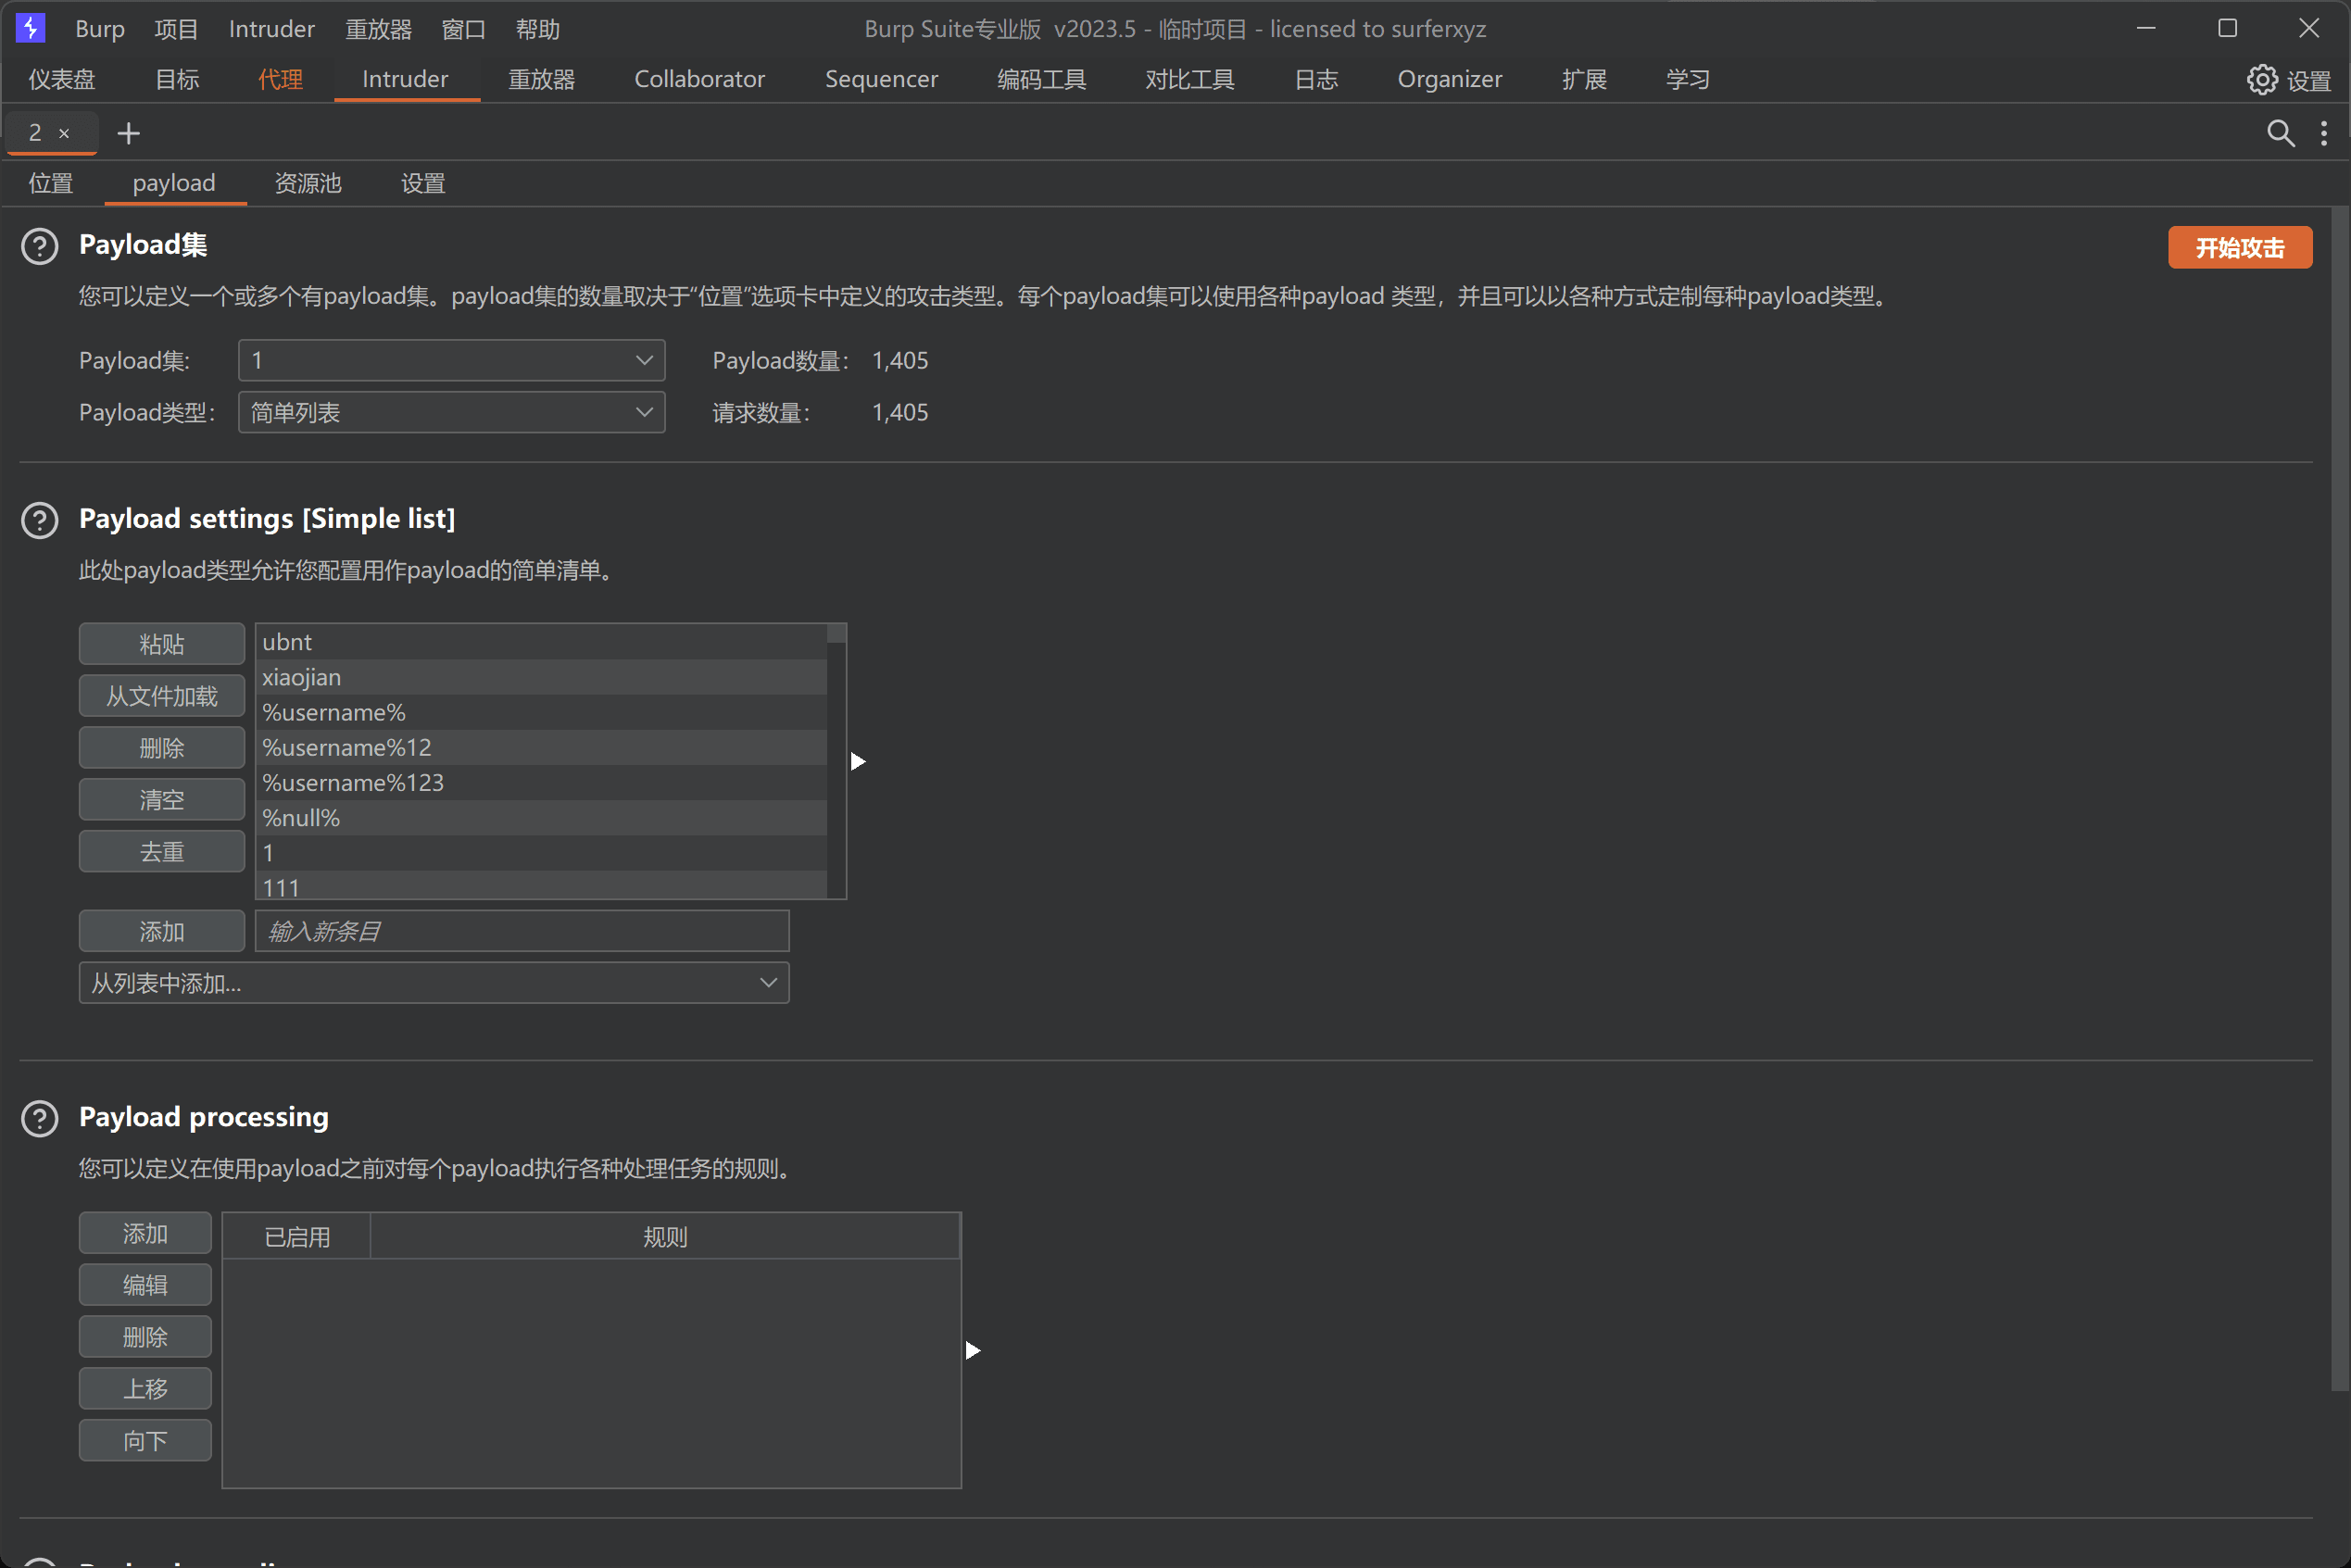 Burp 项目 Intruder 重放器 窗口 帮助 Burp Suite专业版 v2023.5 - 临时项目 - licensed to surferxyz
仪表盘 目标 代理 Intruder 重放器 Collaborator Sequencer 编码工具 对比工具 日志 Organizer 扩展 学习 设置
2 ×
位置 payload 资源池 设置
Payload集
开始攻击
您可以定义一个或多个有payload集。payload集的数量取决于“位置”选项卡中定义的攻击类型。每个payload集可以使用各种payload 类型，并且可以以各种方式定制每种payload类型。
Payload集: 1 Payload数量： 1,405
Payload类型： 简单列表 请求数量： 1,405
Payload settings [Simple list]
此处payload类型允许您配置用作payload的简单清单。
粘贴
从文件加载
删除
清空
去重
ubnt
xiaojian
%username%
%username%12
%username%123
%null%
1
111
添加 输入新条目
从列表中添加...
Payload processing
您可以定义在使用payload之前对每个payload执行各种处理任务的规则。
添加
编辑
删除
上移
向下
已启用 规则